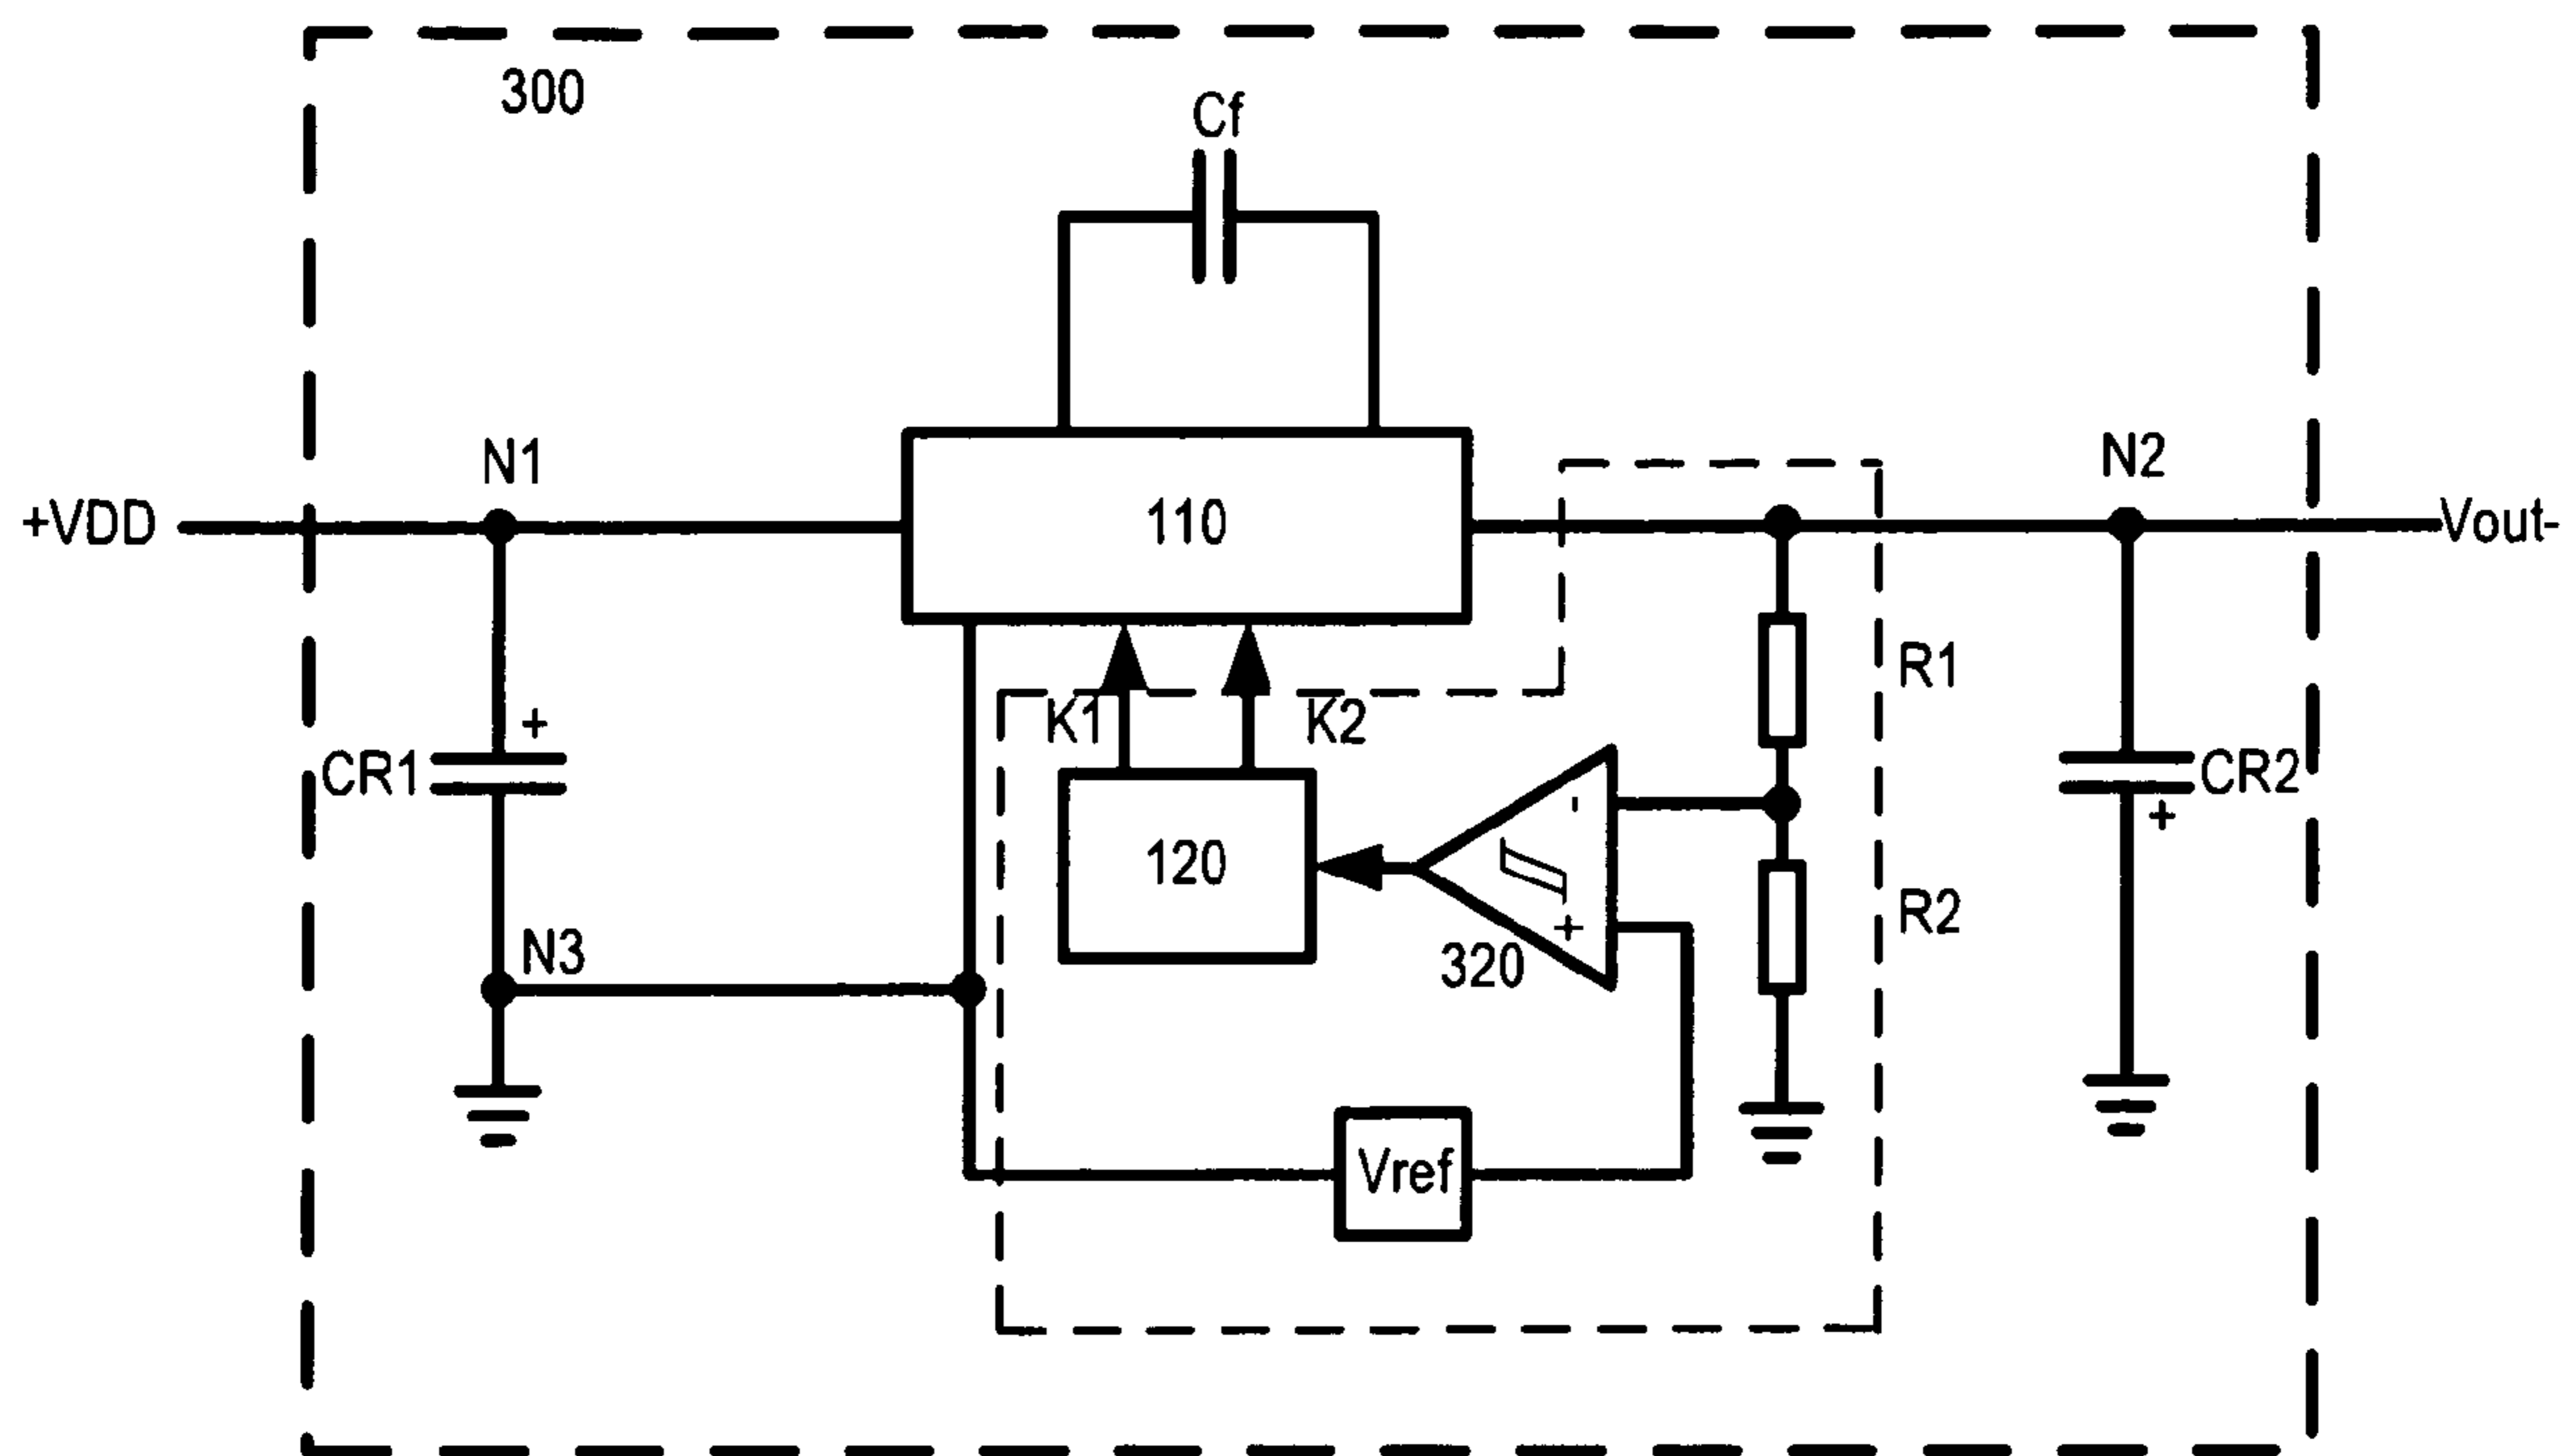 300
Cf
N1
+VDD
110
N2
Vout-
R1
K1
K2
+
CR1
CR2
+
-
120
+
320
R2
N3
Vref